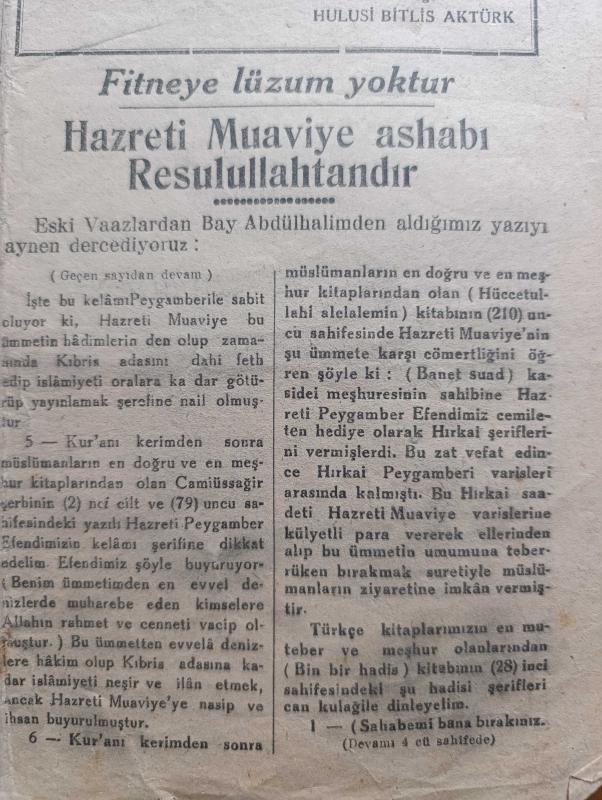 HULUSİ BİTLİS AKTÜRK
Fitneye lüzum yoktur
Hazreti Muaviye ashabı
Resulullahtandır
Eski Vaazlardan Bay Abdülhalimden aldığımız yazıyı
aynen dercediyoruz :
( Geçen sayıdan devam )
İşte bu kelâmıPeygamberile sabit
oluyor ki, Hazreti Muaviye bu
ümmetin hâdimlerin den olup zama-
anında Kıbrıs adasını dahi feth
edip islâmiyeti oralara ka dar götü-
rüp yayınlamak şerefine nail olmuş-
tur
5 — Kur'anı kerimden sonra
müslümanların en doğru ve en meş-
hur kitaplarından olan Camiüssağir
şerhinin (2) nci cilt ve (79) uncu sa-
hifesindeki yazılı Hazreti Peygamber
Efendimizin kelâmı şerifine dikkat
edelim Efendimiz şöyle buyuruyor-
( Benim ümmetimden en evvel de-
nizlerde muharebe eden kimselere
Allahın rahmet ve cenneti vacip ol-
muştur. ) Bu ümmetten evvelâ deniz-
lere hâkim olup Kıbrıs adasına ka-
dar islâmiyeti neşir ve ilân etmek,
ancak Hazreti Muaviye'ye nasip ve
ihsan buyurulmuştur.
6 — Kur'anı kerimden sonra
müslümanların en doğru ve en meş-
hur kitaplarından olan ( Hüccetul-
lahi alelalemin ) kitabının (210) un-
cu sahifesinde Hazreti Muaviye'nin
şu ümmete karşı cömertliğini öğ-
ren şöyle ki : ( Banet suad ) ka-
sidei meşhuresinin sahibine Haz-
reti Peygamber Efendimiz cemile-
ten hediye olarak Hırkai şerifleri-
ni vermişlerdi. Bu zat vefat edin-
ce Hırkai Peygamberi varisleri
arasında kalmıştı. Bu Hırkai saa-
deti Hazreti Muaviye varislerine
külyetli para vererek ellerinden
alıp bu ümmetin umumuna teber-
rüken bırakmak suretiyle müslü-
manların ziyaretine imkân vermiş-
tir.
Türkçe kitaplarımızın en mu-
teber ve meşhur olanlarından
( Bin bir hadis ) kitabının (28) inci
sahifesindeki şu hadisi şerifleri
can kulağile dinleyelim.
1 — ( Sahabemi bana bırakınız.
(Devamı 4 cü sahifede)